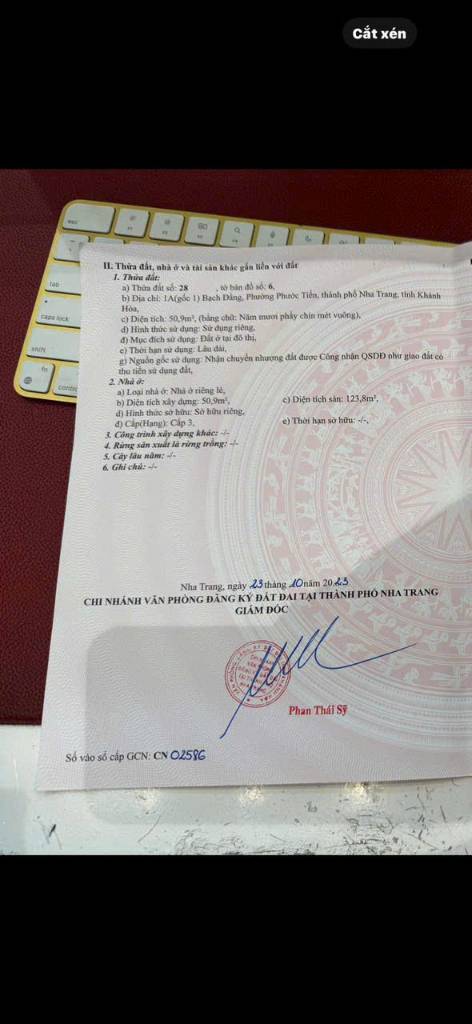 Cắt xén
esc
tab
caps lock
shift
fn
II. Thửa đất, nhà ở và tài sản khác gắn liền với đất
1. Thửa đất:
a) Thửa đất số: 28 , tờ bản đồ số: 6,
b) Địa chỉ: 1A(gốc 1) Bạch Đằng, Phường Phước Tiến, thành phố Nha Trang, tỉnh Khánh
Hòa,
c) Diện tích: 50,9m², (bằng chữ: Năm mươi phẩy chín mét vuông),
d) Hình thức sử dụng: Sử dụng riêng,
đ) Mục đích sử dụng: Đất ở tại đô thị,
e) Thời hạn sử dụng: Lâu dài,
g) Nguồn gốc sử dụng: Nhận chuyển nhượng đất được Công nhận QSDĐ như giao đất có
thu tiền sử dụng đất,
2. Nhà ở:
a) Loại nhà ở: Nhà ở riêng lẻ,
b) Diện tích xây dựng: 50,9m², c) Diện tích sàn: 123,8m²,
d) Hình thức sở hữu: Sở hữu riêng,
đ) Cấp(Hạng): Cấp 3, e) Thời hạn sở hữu: -/-,
3. Công trình xây dựng khác: -/-
4. Rừng sản xuất là rừng trồng: -/-
5. Cây lâu năm: -/-
6. Ghi chú: -/-
Nha Trang, ngày 23 tháng 10 năm 2023
CHI NHÁNH VĂN PHÒNG ĐĂNG KÝ ĐẤT ĐAI TẠI THÀNH PHỐ NHA TRANG
GIÁM ĐỐC
Phan Thái Sỹ
Số vào sổ cấp GCN: CN 02586